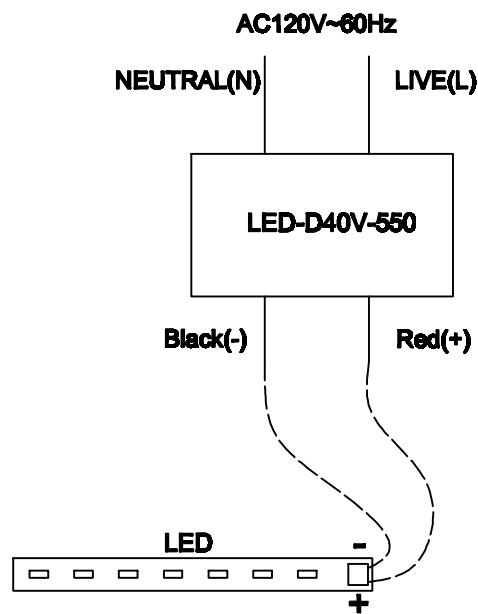 AC120V~60Hz
NEUTRAL(N) LIVE(L)
LED-D40V-550
Black(-) Red(+)
LED -
+